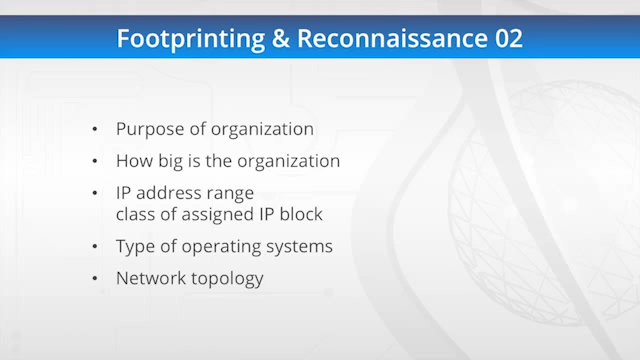 Footprinting & Reconnaissance 02
• Purpose of organization
• How big is the organization
• IP address range
class of assigned IP block
• Type of operating systems
• Network topology